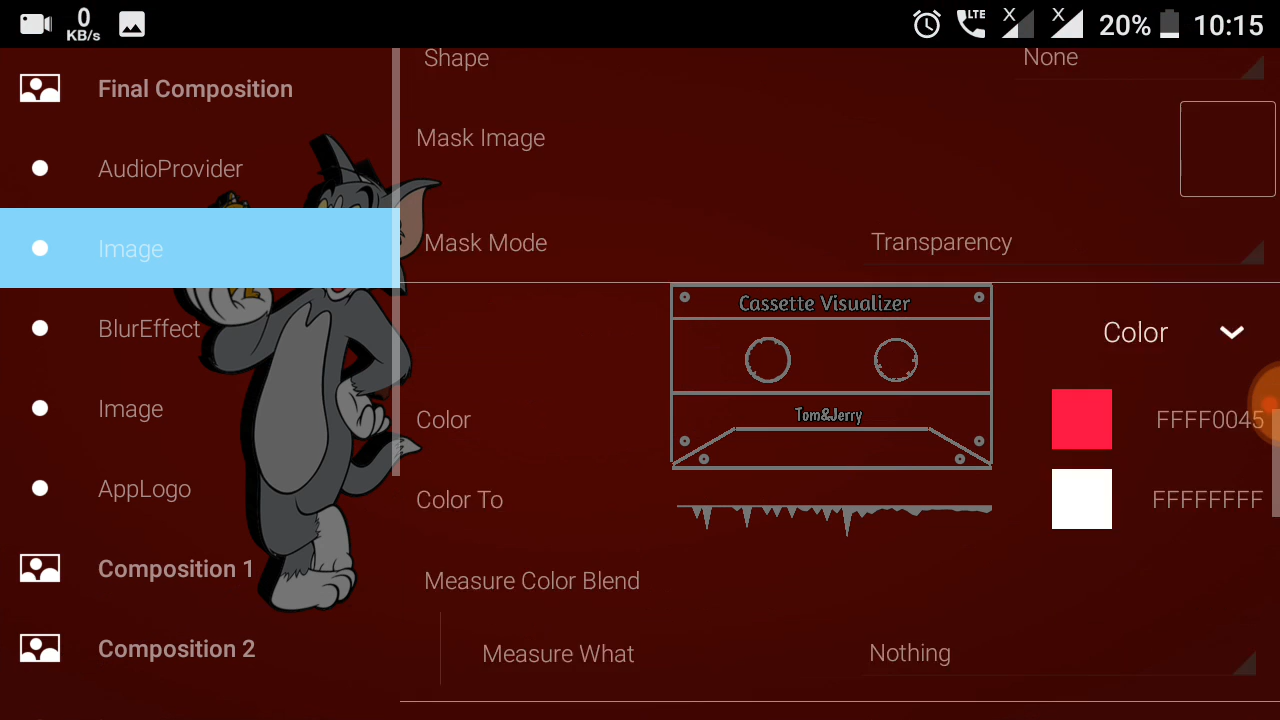 0
KB/s
LTE
X
X
20%
10:15
Final Composition
AudioProvider
Image
BlurEffect
Image
AppLogo
Composition 1
Composition 2
Shape
None
Mask Image
Mask Mode
Transparency
Cassette Visualizer
Tom&Jerry
Color
Color
FFFF0045
Color To
FFFFFFFF
Measure Color Blend
Measure What
Nothing